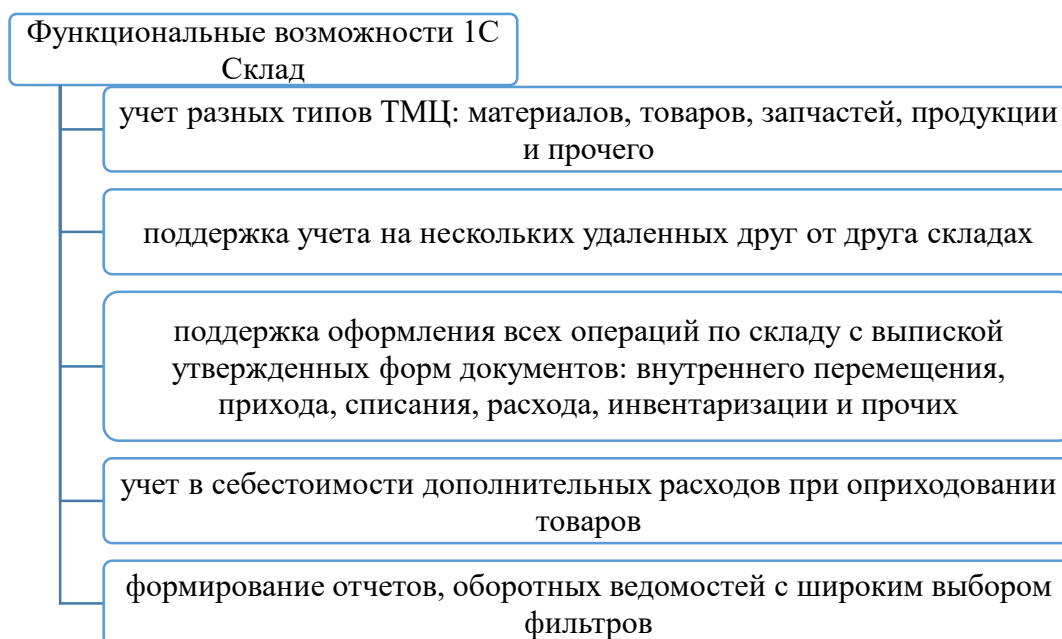 Функциональные возможности 1С
Склад
учет разных типов ТМЦ: материалов, товаров, запчастей, продукции
и прочего
поддержка учета на нескольких удаленных друг от друга складах
поддержка оформления всех операций по складу с выпиской
утвержденных форм документов: внутреннего перемещения,
прихода, списания, расхода, инвентаризации и прочих
учет в себестоимости дополнительных расходов при оприходовании
товаров
формирование отчетов, оборотных ведомостей с широким выбором
фильтров